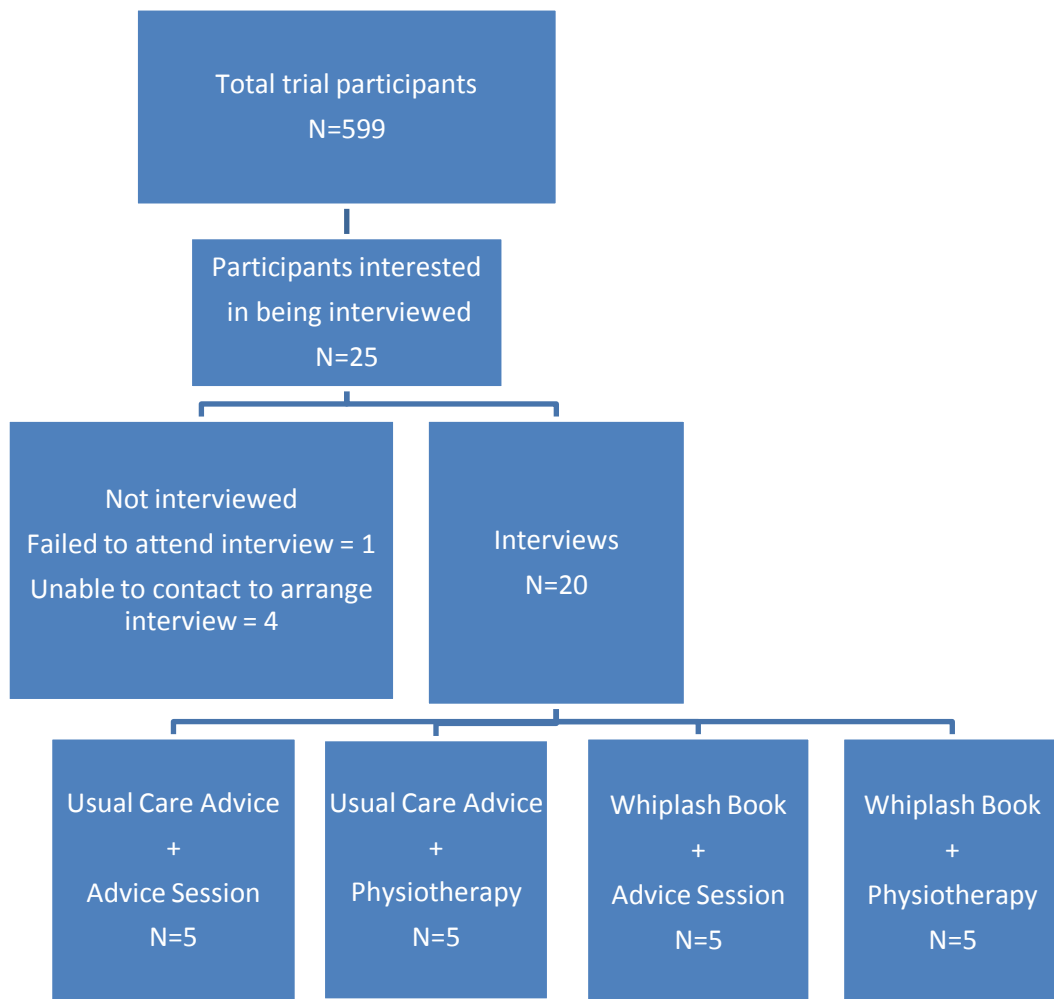 Total trial participants
N=599
Participants interested
in being interviewed
N=25
Not interviewed
Failed to attend interview = 1
Unable to contact to arrange
interview = 4
Interviews
N=20
Usual Care Advice
+
Advice Session
N=5
Usual Care Advice
+
Physiotherapy
N=5
Whiplash Book
+
Advice Session
N=5
Whiplash Book
+
Physiotherapy
N=5